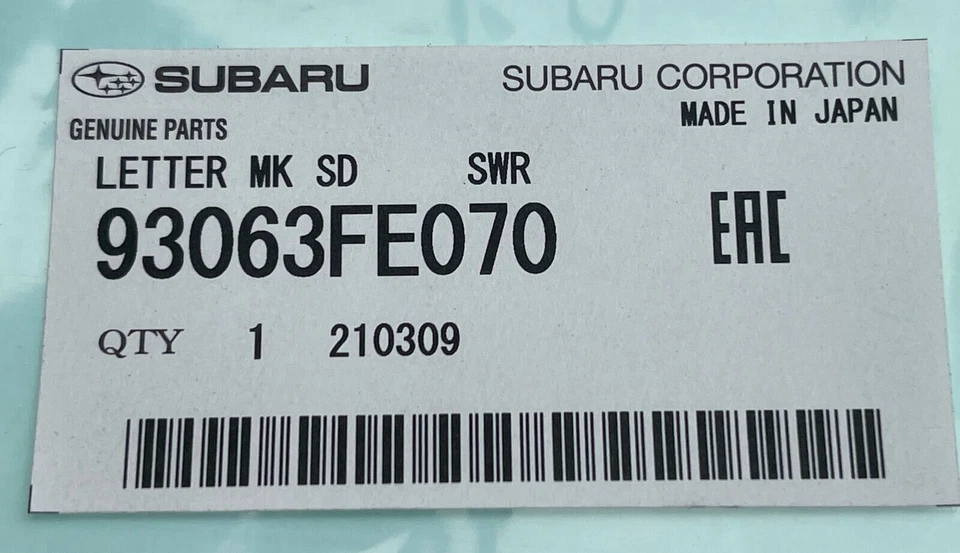 SUBARU SUBARU CORPORATION
GENUINE PARTS MADE IN JAPAN
LETTER MK SD SWR
93063FE070 EAC
QTY 1 210309